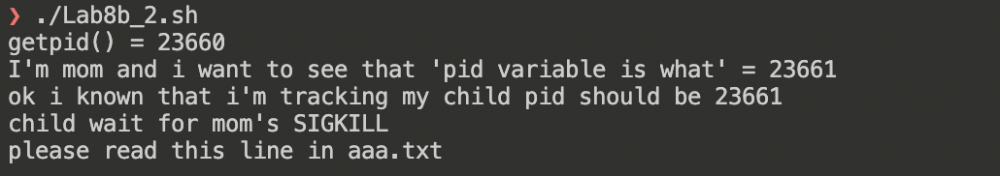 ❯ ./Lab8b_2.sh
getpid() = 23660
I'm mom and i want to see that 'pid variable is what' = 23661
ok i known that i'm tracking my child pid should be 23661
child wait for mom's SIGKILL
please read this line in aaa.txt